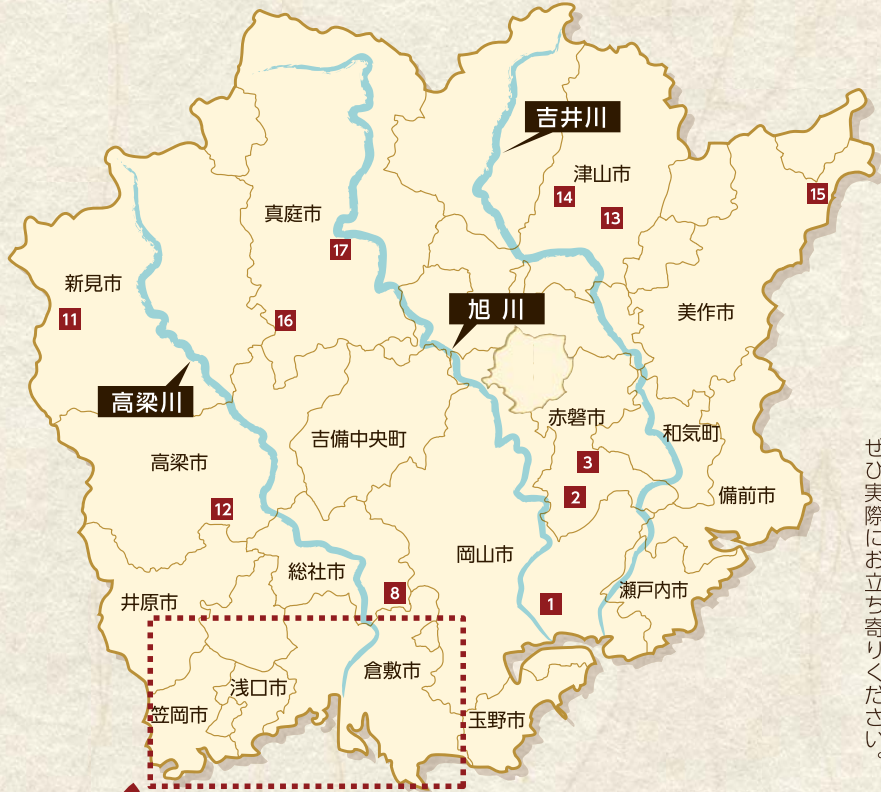 吉井川
津山市
14
13
15
真庭市
17
新見市
11
16
旭川
美作市
高梁川
吉備中央町
赤磐市
和気町
高梁市
3
2
備前市
12
岡山市
総社市
8
1
瀬戸内市
井原市
倉敷市
浅口市
笠岡市
玉野市
ぜひ実際にお立ち寄りください。